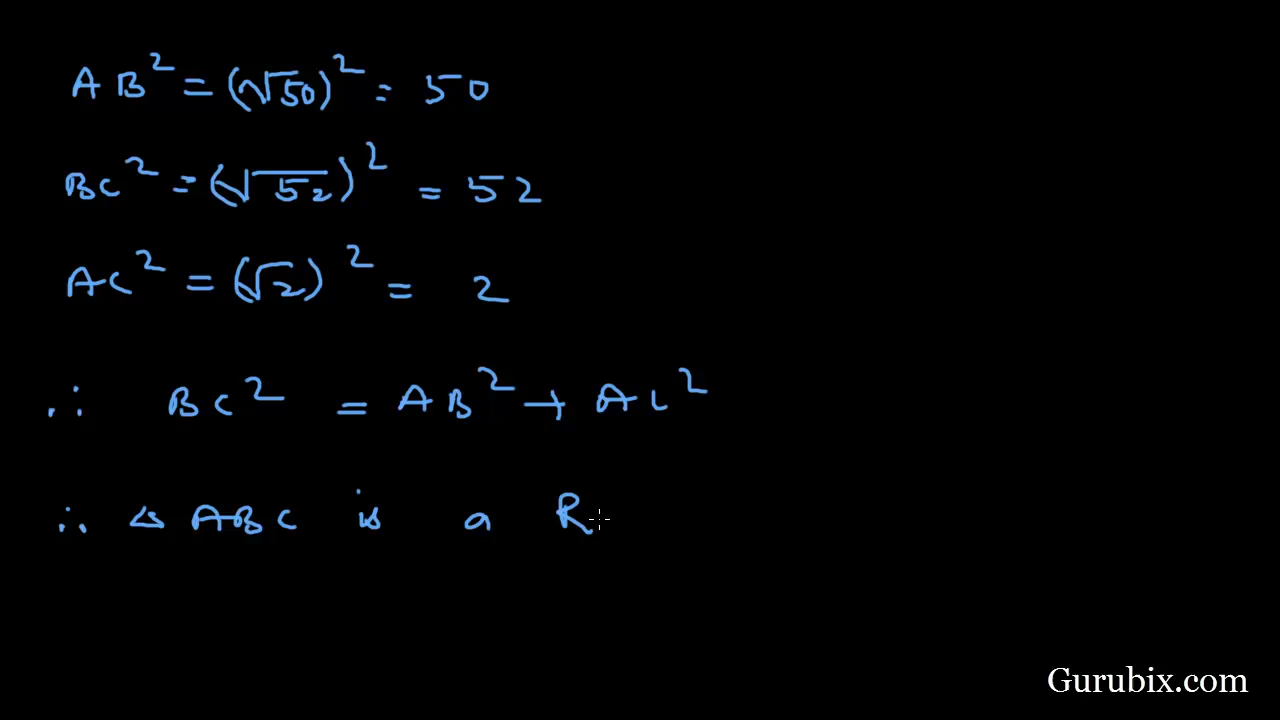 AB² = (√50)² = 50
BC² = (√52)² = 52
AC² = (√2)² = 2
∴ BC² = AB² + AC²
∴ △ ABC is a R
Gurubix.com